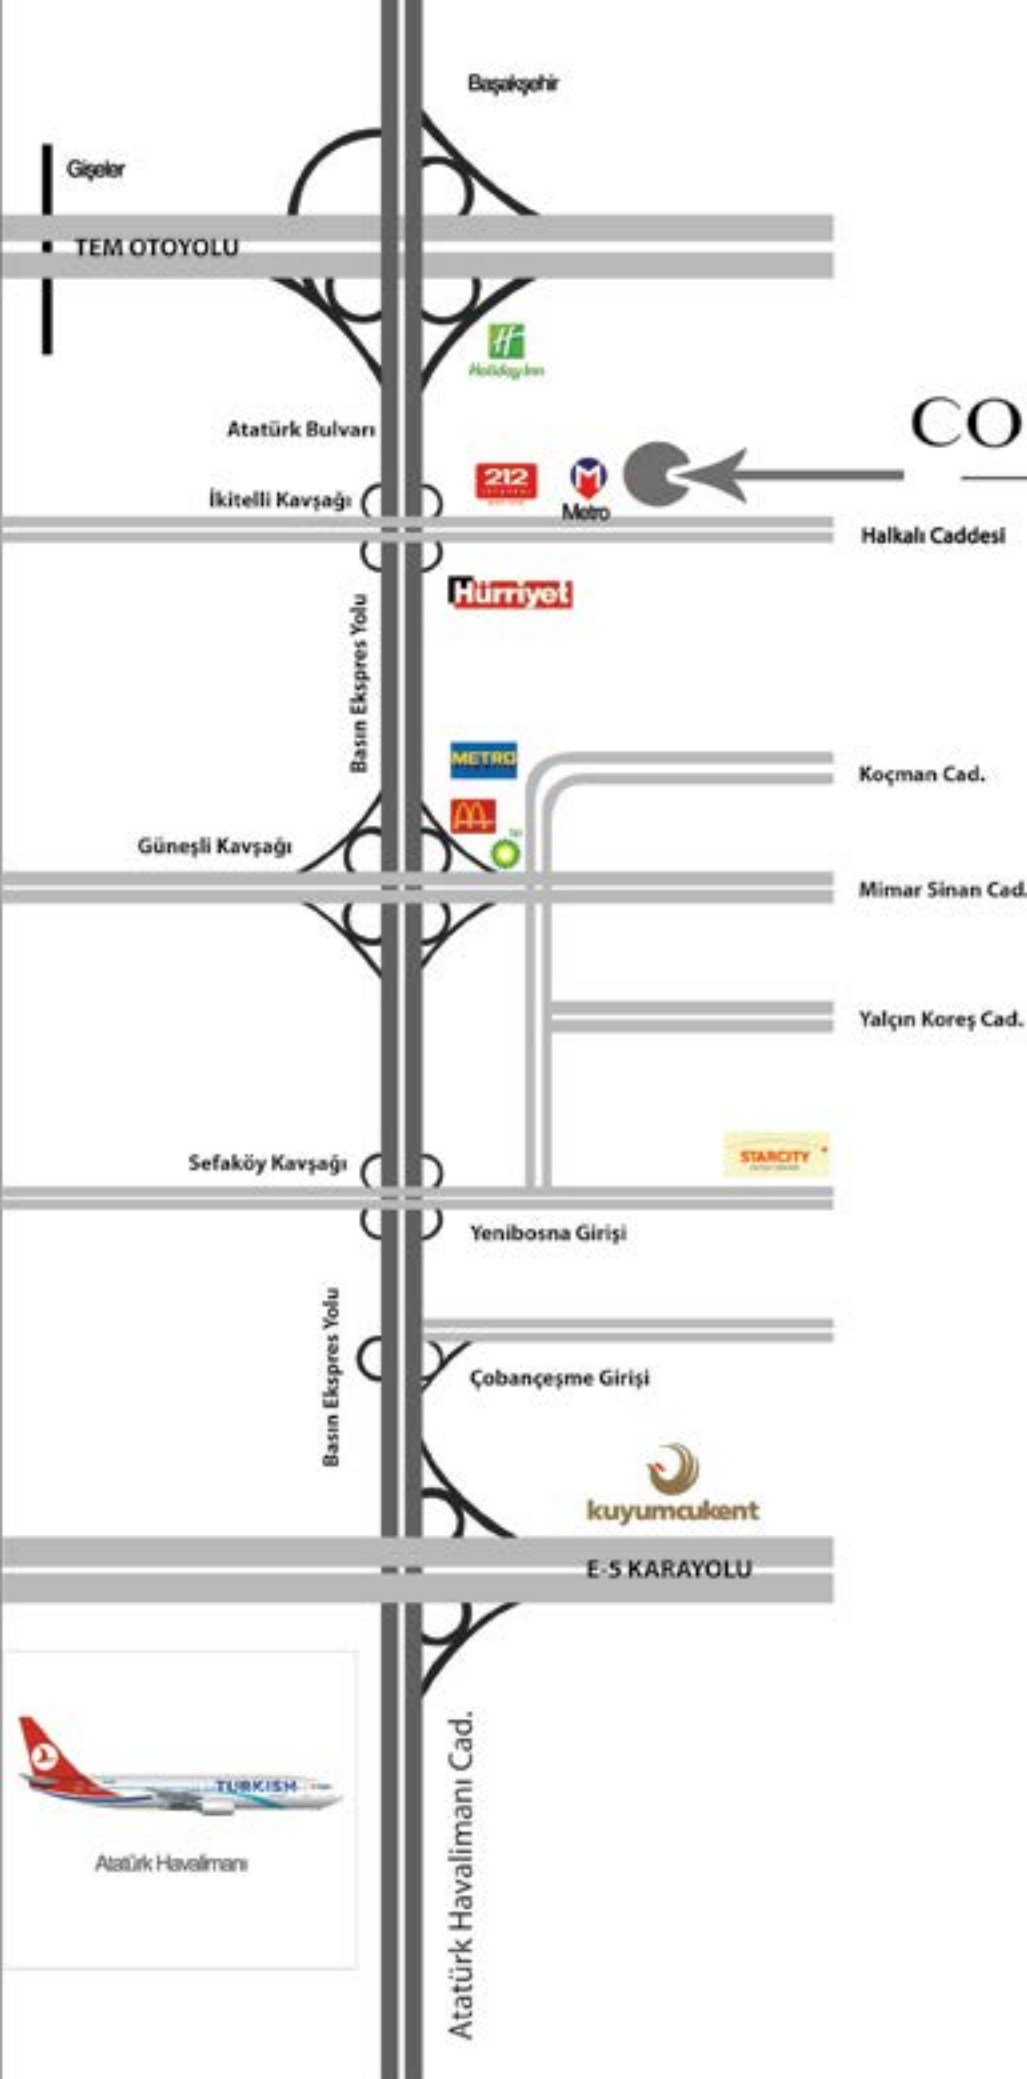 Başakşehir
Gişeler
TEM OTOYOLU
Holiday Inn
CO
Atatürk Bulvarı
212
İkitelli Kavşağı
Metro
Halkalı Caddesi
Hürriyet
Basın Ekspres Yolu
METRO
Koçman Cad.
Güneşli Kavşağı
Mimar Sinan Cad.
Yalçın Koreş Cad.
STARCITY
Sefaköy Kavşağı
Yenibosna Girişi
Basın Ekspres Yolu
Çobançeşme Girişi
kuyumcukent
E-5 KARAYOLU
TURKISH
Atatürk Havalimanı
Atatürk Havalimanı Cad.